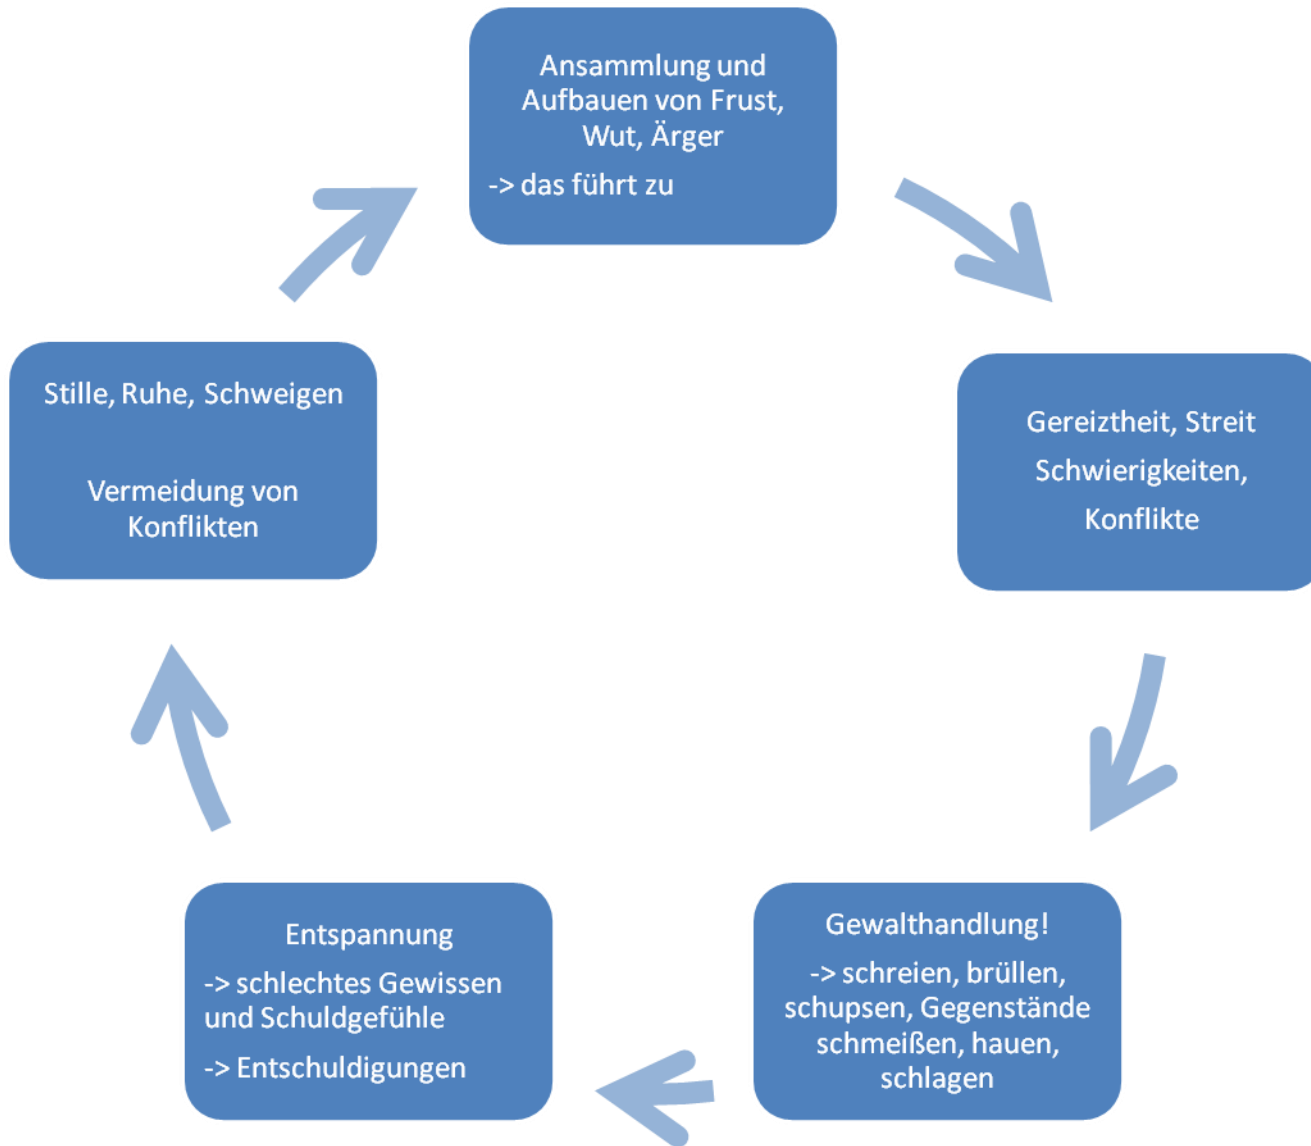 Ansammlung und
Aufbauen von Frust,
Wut, Ärger
-> das führt zu
Gereiztheit, Streit
Schwierigkeiten,
Konflikte
Gewalthandlung!
-> schreien, brüllen,
schupsen, Gegenstände
schmeißen, hauen,
schlagen
Entspannung
-> schlechtes Gewissen
und Schuldgefühle
-> Entschuldigungen
Stille, Ruhe, Schweigen
Vermeidung von
Konflikten